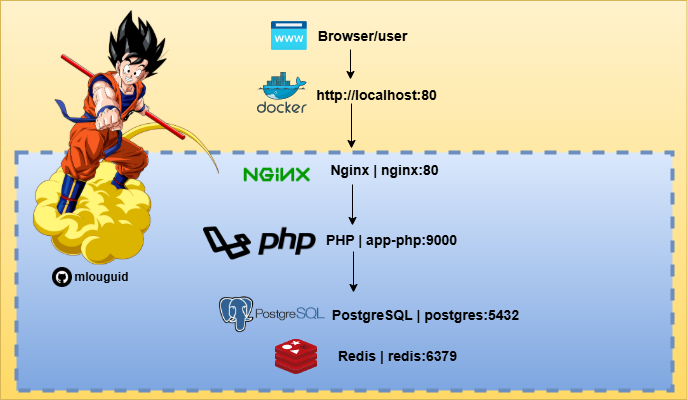 WWW
Browser/user
docker
http://localhost:80
NGiNX
Nginx | nginx:80
php
PHP | app-php:9000
mlouguid
PostgreSQL
PostgreSQL | postgres:5432
Redis | redis:6379